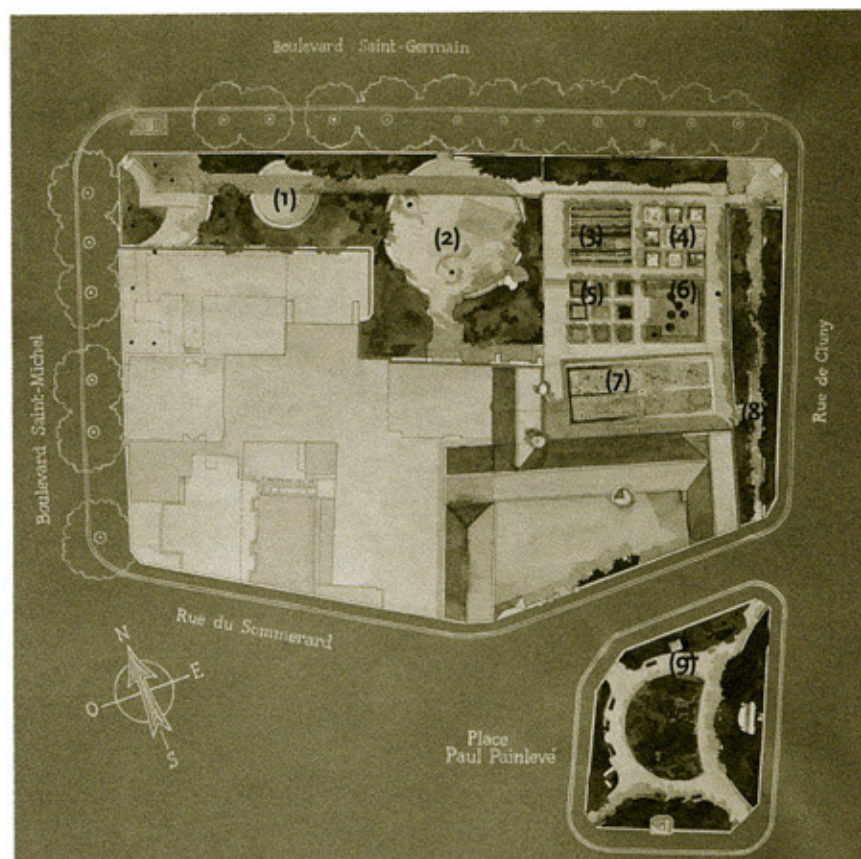 Boulevard Saint-Germain
(1)
(2)
(3)
(4)
(5)
(6)
(7)
(8)
Boulevard Saint-Michel
Rue de Cluny
Rue du Sommerard
N
O
E
S
(9)
Place
Paul Painlevé